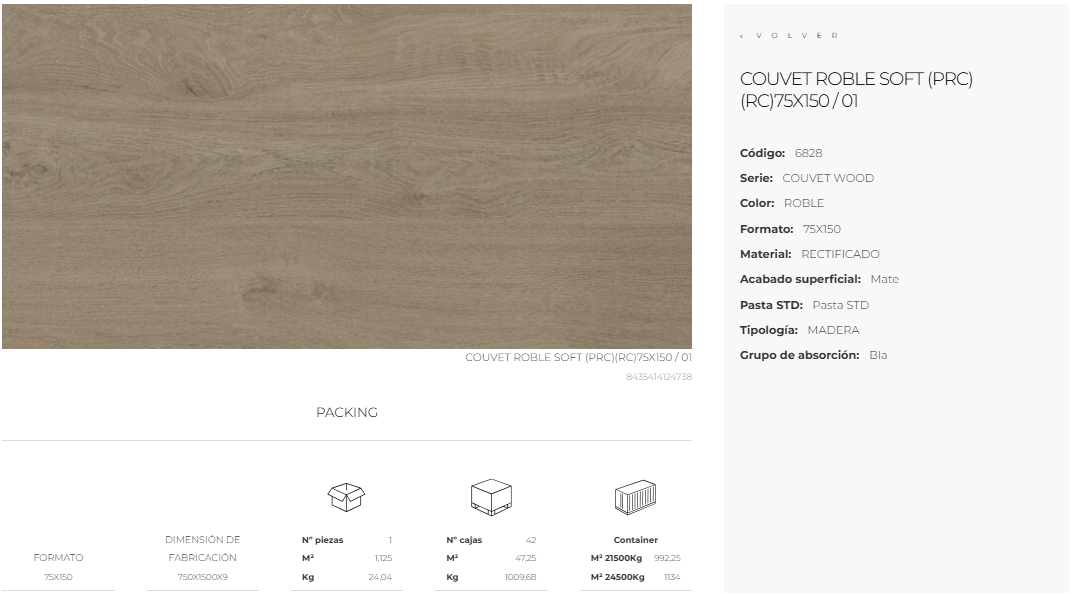 ‹ VOLVER
COUVET ROBLE SOFT (PRC)
(RC)75X150 / 01
Código: 6828
Serie: COUVET WOOD
Color: ROBLE
Formato: 75X150
Material: RECTIFICADO
Acabado superficial: Mate
Pasta STD: Pasta STD
Tipología: MADERA
Grupo de absorción: Bla
COUVET ROBLE SOFT (PRC)(RC)75X150 / 01
8435414124738
PACKING
FORMATO
75X150
DIMENSIÓN DE
FABRICACIÓN
750X1500X9
Nº piezas 1
M² 1,125
Kg 24,04
Nº cajas 42
M² 47,25
Kg 1009,68
Container
M² 21500Kg 992,25
M² 24500Kg 1134